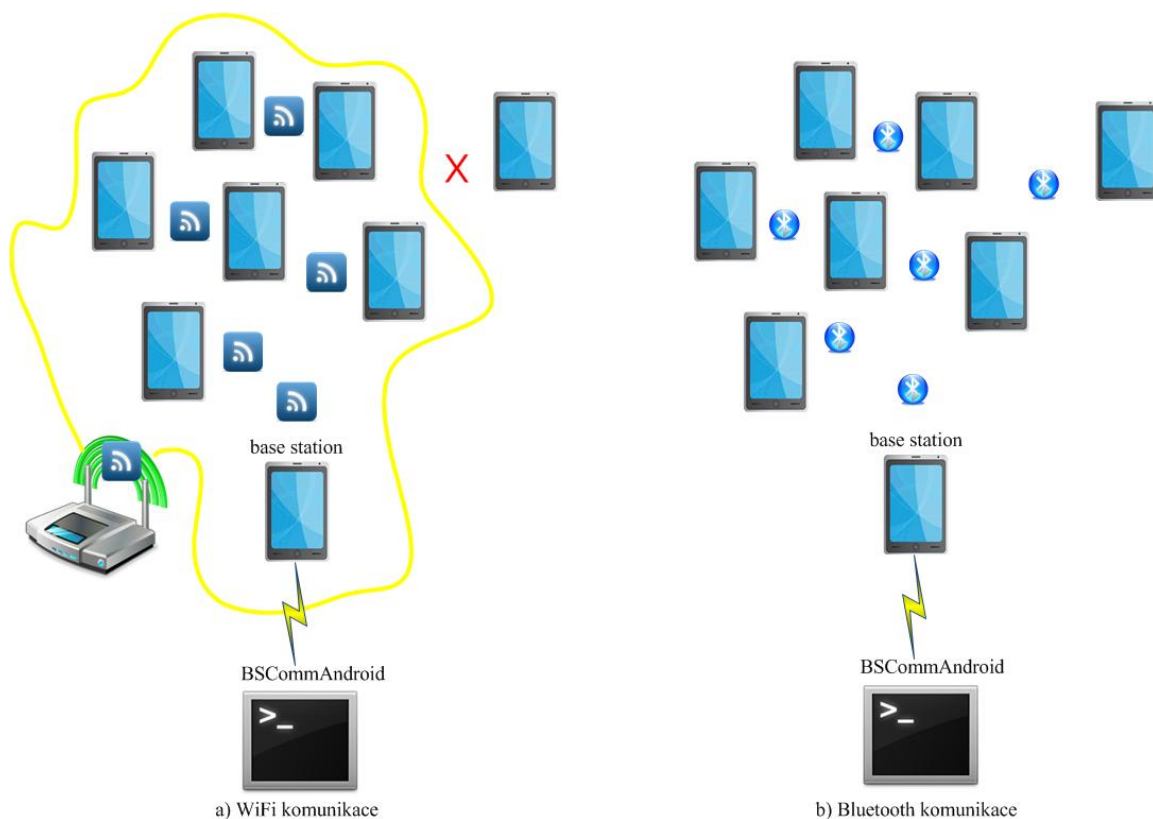 X
base station
base station
BSCommAndroid
BSCommAndroid
>_
>_
a) WiFi komunikace
b) Bluetooth komunikace